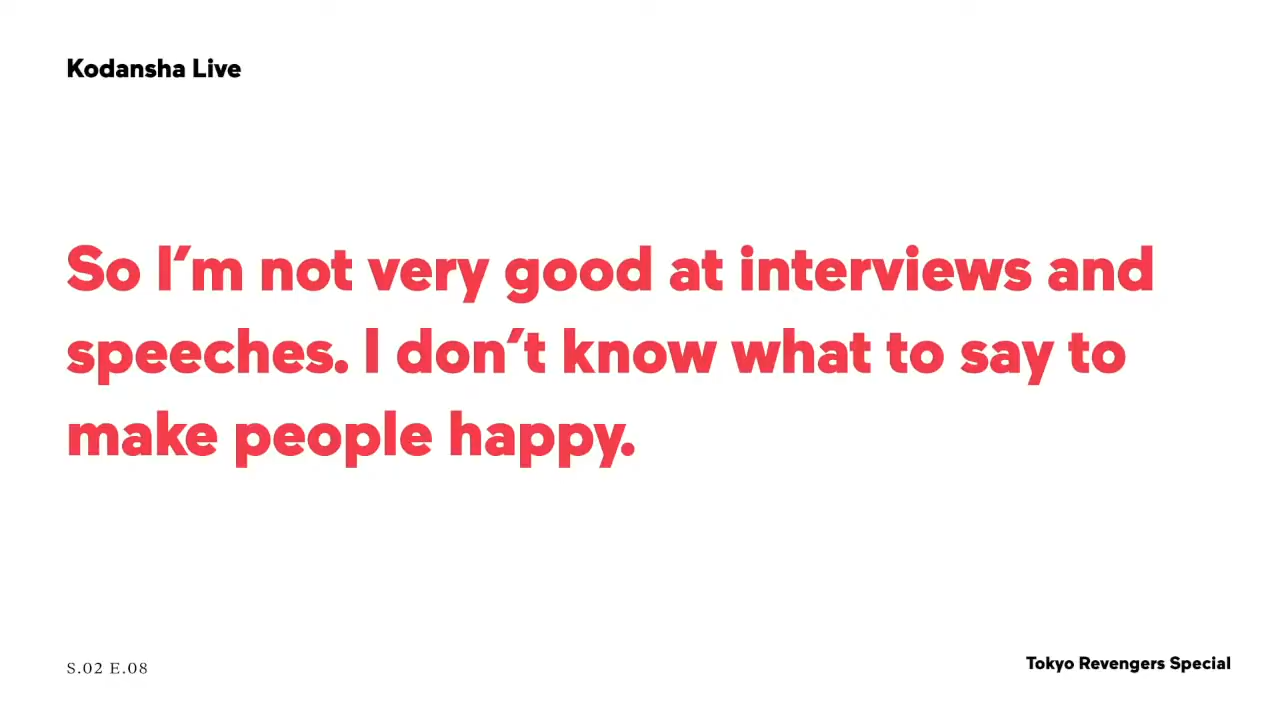 Kodansha Live
So I’m not very good at interviews and
speeches. I don’t know what to say to
make people happy.
S.02 E.08
Tokyo Revengers Special